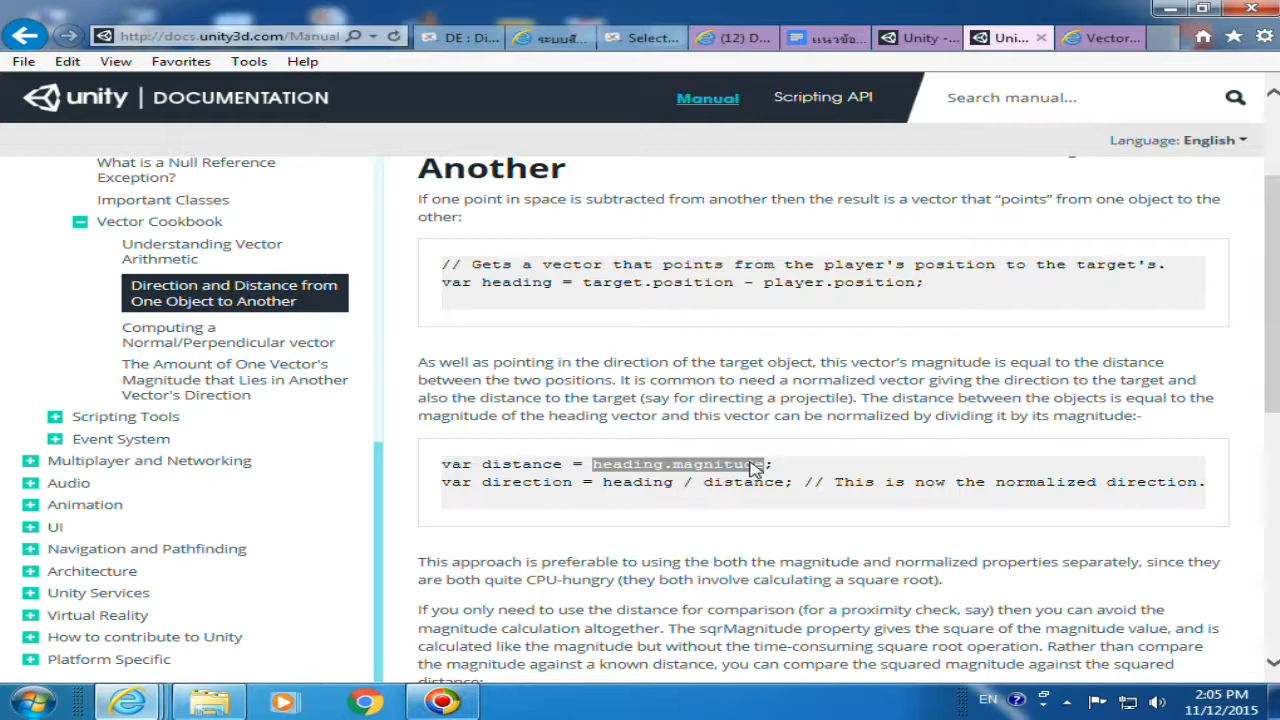 http://docs.unity3d.com/Manual
DE : Di...
ระบบสื...
Select...
(12) D...
แนวข้อ...
Unity -...
Uni...
Vector...
File Edit View Favorites Tools Help
unity | DOCUMENTATION
Manual
Scripting API
Search manual...
Language: English
What is a Null Reference
Exception?
Important Classes
Vector Cookbook
Understanding Vector
Arithmetic
Direction and Distance from
One Object to Another
Computing a
Normal/Perpendicular vector
The Amount of One Vector's
Magnitude that Lies in Another
Vector's Direction
Scripting Tools
Event System
Multiplayer and Networking
Audio
Animation
UI
Navigation and Pathfinding
Architecture
Unity Services
Virtual Reality
How to contribute to Unity
Platform Specific
Another
If one point in space is subtracted from another then the result is a vector that “points” from one object to the
other:
// Gets a vector that points from the player's position to the target's.
var heading = target.position - player.position;
As well as pointing in the direction of the target object, this vector’s magnitude is equal to the distance
between the two positions. It is common to need a normalized vector giving the direction to the target and
also the distance to the target (say for directing a projectile). The distance between the objects is equal to the
magnitude of the heading vector and this vector can be normalized by dividing it by its magnitude:-
var distance = heading.magnitude;
var direction = heading / distance; // This is now the normalized direction.
This approach is preferable to using the both the magnitude and normalized properties separately, since they
are both quite CPU-hungry (they both involve calculating a square root).
If you only need to use the distance for comparison (for a proximity check, say) then you can avoid the
magnitude calculation altogether. The sqrMagnitude property gives the square of the magnitude value, and is
calculated like the magnitude but without the time-consuming square root operation. Rather than compare
the magnitude against a known distance, you can compare the squared magnitude against the squared
distance:
EN
2:05 PM
11/12/2015